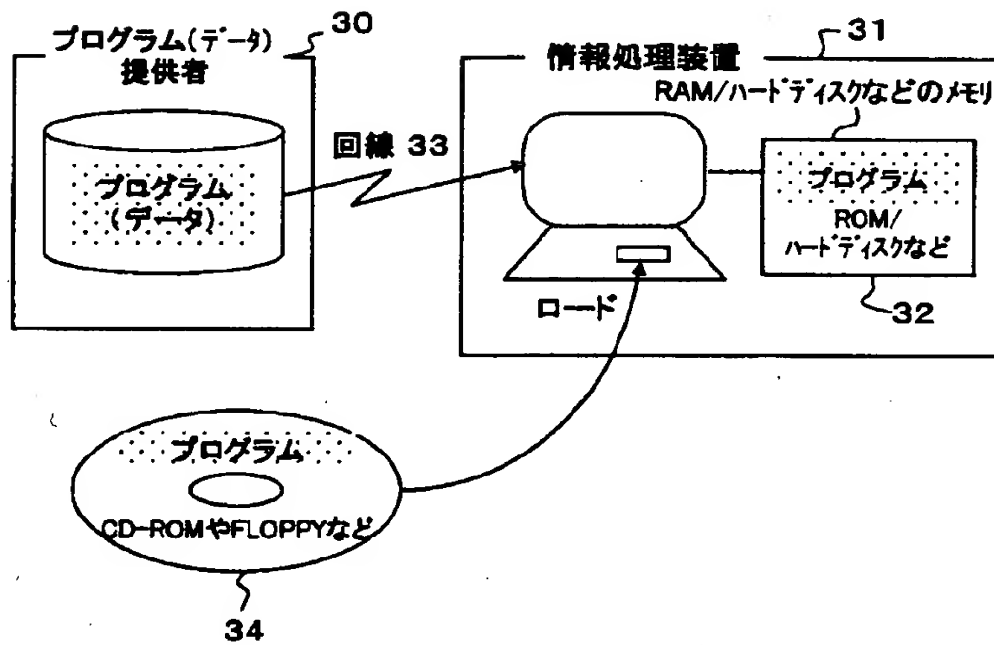 プログラム(データ)
提供者
30
プログラム
(データ)
回線 33
情報処理装置
31
RAM/ハードディスクなどのメモリ
プログラム
ROM/
ハードディスクなど
32
ロード
プログラム
CD-ROMやFLOPPYなど
34